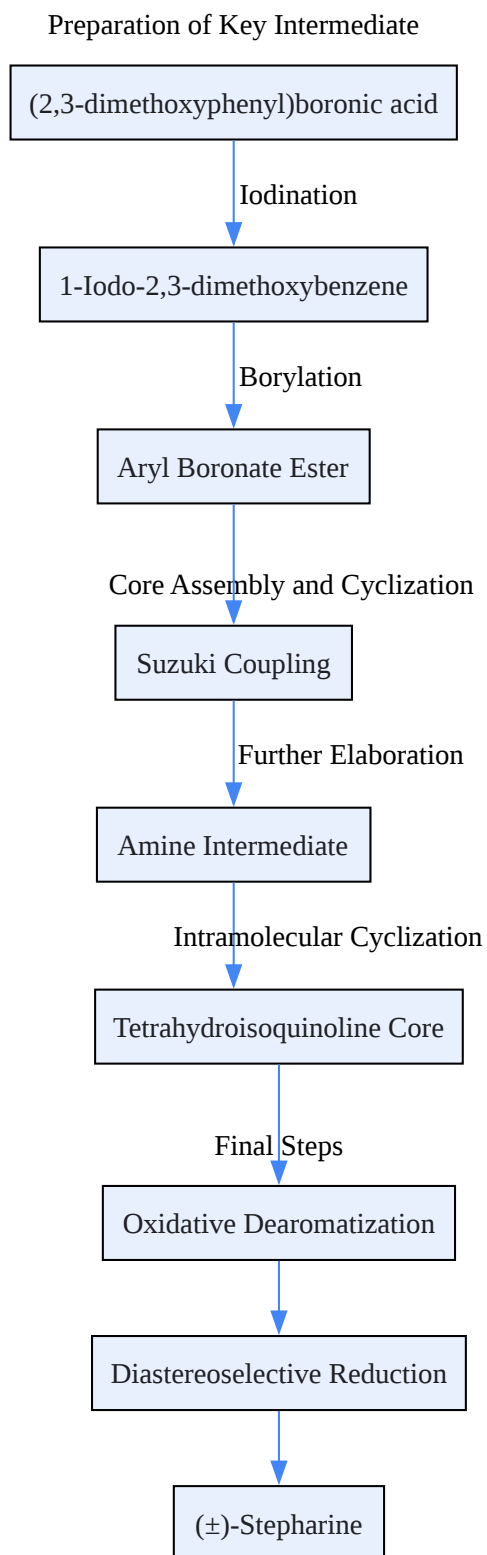 Preparation of Key Intermediate
(2,3-dimethoxyphenyl)boronic acid
Iodination
1-Iodo-2,3-dimethoxybenzene
Borylation
Aryl Boronate Ester
Core Assembly and Cyclization
Suzuki Coupling
Further Elaboration
Amine Intermediate
Intramolecular Cyclization
Tetrahydroisoquinoline Core
Final Steps
Oxidative Dearomatization
Diastereoselective Reduction
(±)-Stepharine